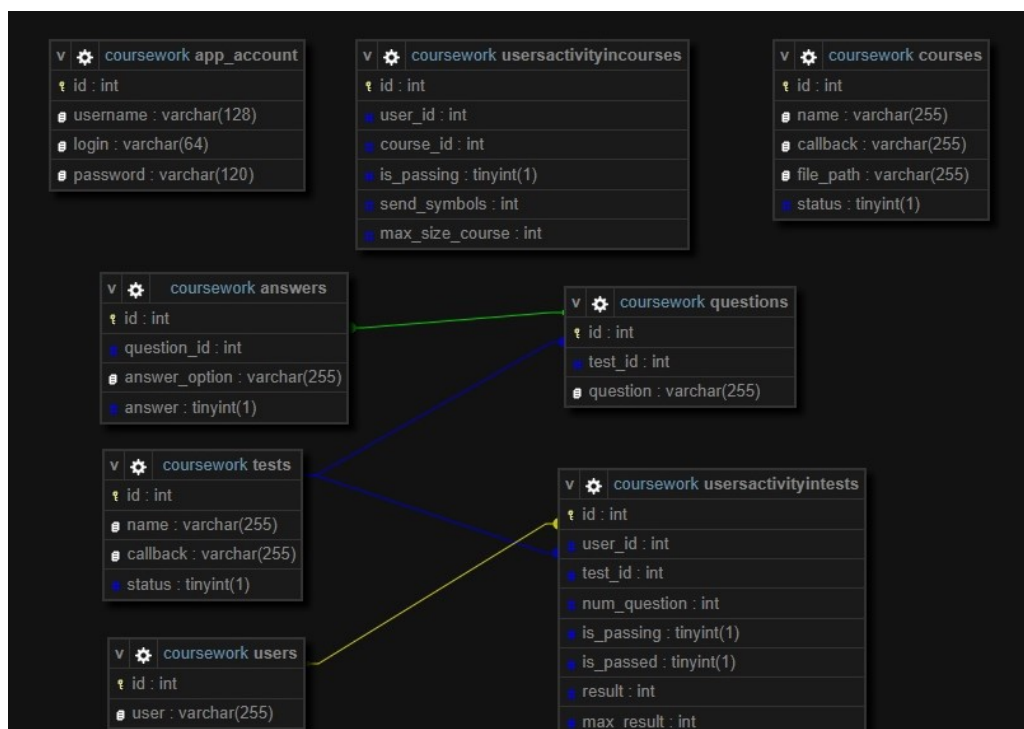 v coursework app_account
id : int
username : varchar(128)
login : varchar(64)
password : varchar(120)
v coursework usersactivityincourses
id : int
user_id : int
course_id : int
is_passing : tinyint(1)
send_symbols : int
max_size_course : int
v coursework courses
id : int
name : varchar(255)
callback : varchar(255)
file_path : varchar(255)
status : tinyint(1)
v coursework answers
id : int
question_id : int
answer_option : varchar(255)
answer : tinyint(1)
v coursework questions
id : int
test_id : int
question : varchar(255)
v coursework tests
id : int
name : varchar(255)
callback : varchar(255)
status : tinyint(1)
v coursework usersactivityintests
id : int
user_id : int
test_id : int
num_question : int
is_passing : tinyint(1)
is_passed : tinyint(1)
result : int
max_result : int
v coursework users
id : int
user : varchar(255)